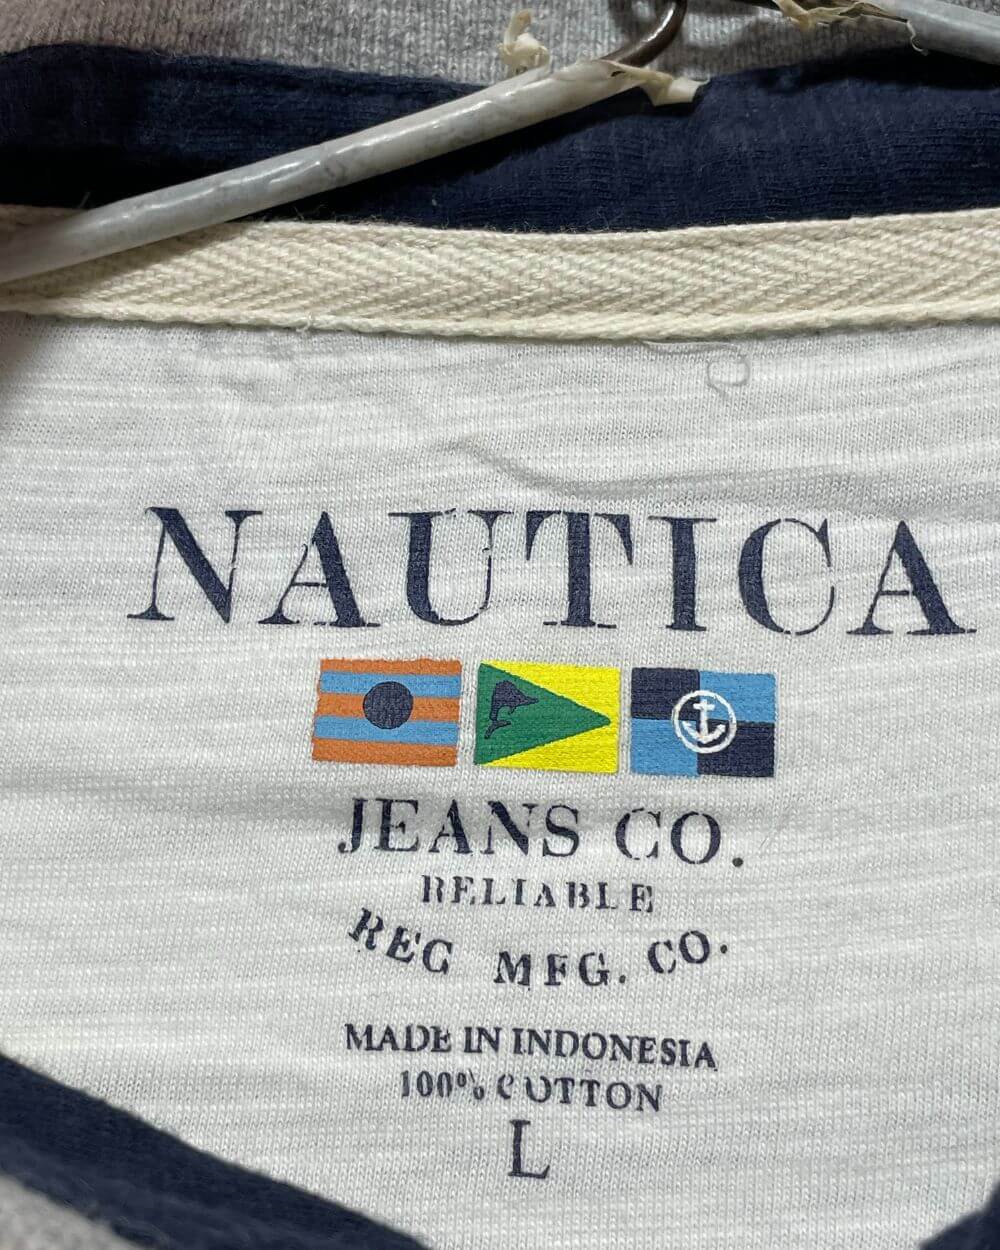 NAUTICA
JEANS CO.
RELIABLE
REG MFG. CO.
MADE IN INDONESIA
100% COTTON
L